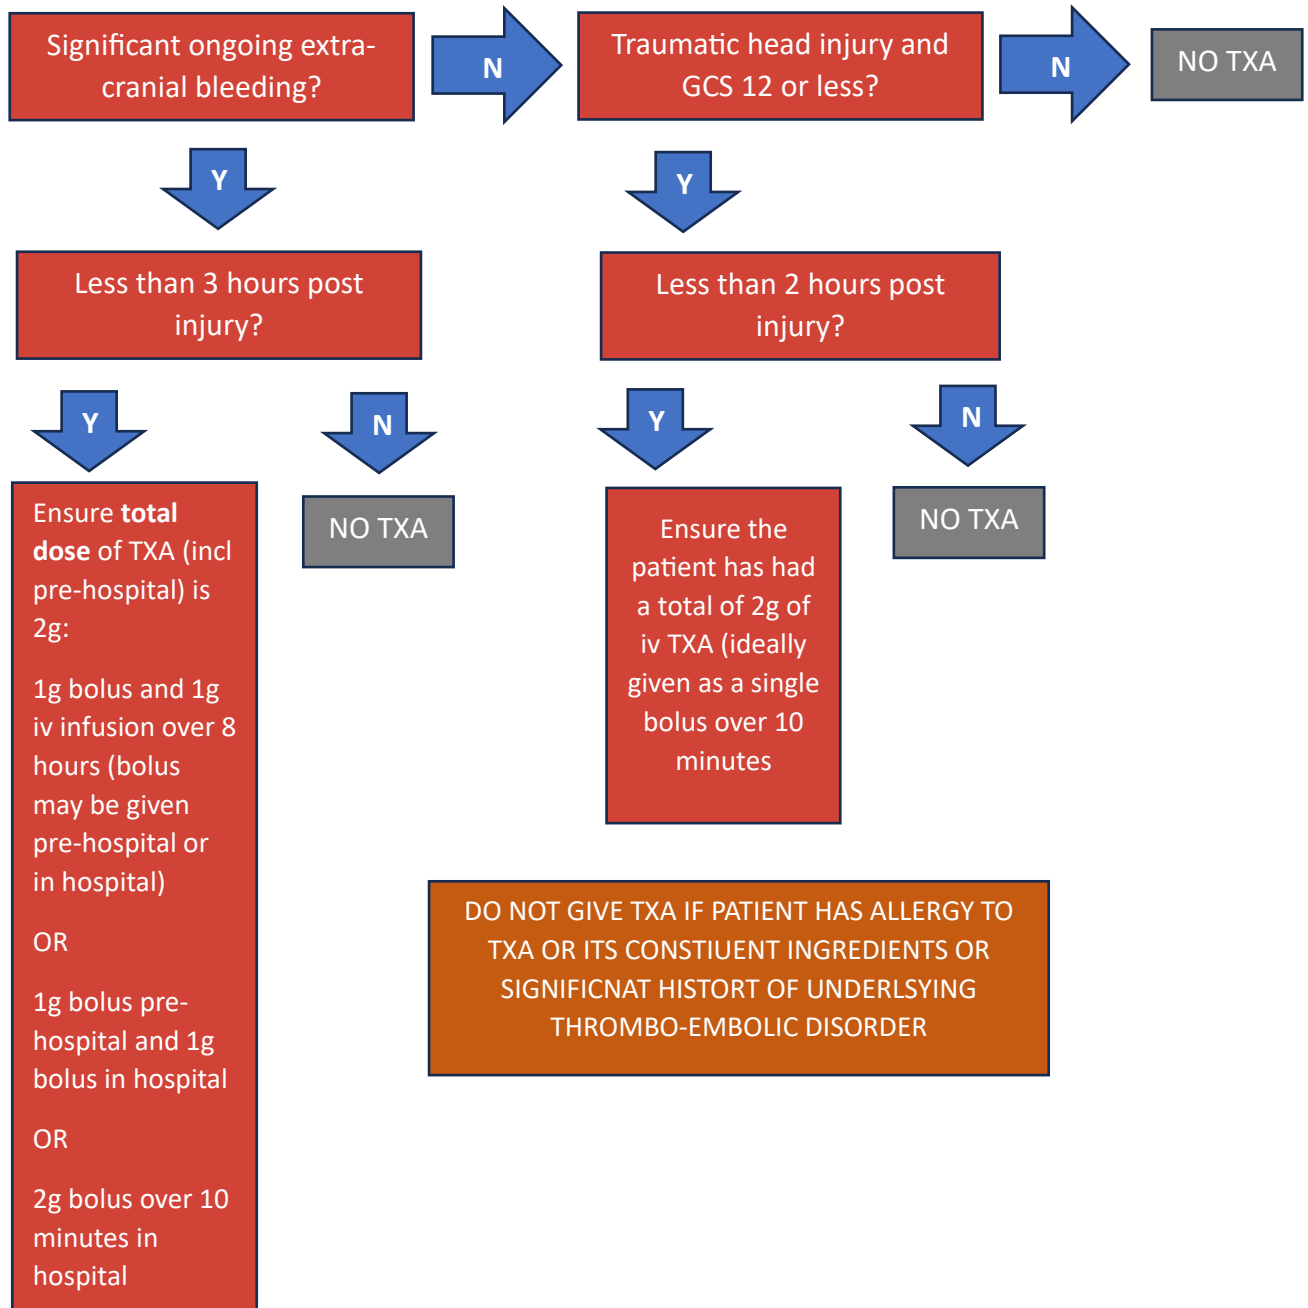 Significant ongoing extra-
cranial bleeding?
N
Traumatic head injury and
GCS 12 or less?
N
NO TXA
Y
Y
Less than 3 hours post
injury?
Less than 2 hours post
injury?
Y
N
Y
N
Ensure total
dose of TXA (incl
pre-hospital) is
2g:
1g bolus and 1g
iv infusion over 8
hours (bolus
may be given
pre-hospital or
in hospital)
OR
1g bolus pre-
hospital and 1g
bolus in hospital
OR
2g bolus over 10
minutes in
hospital
NO TXA
Ensure the
patient has had
a total of 2g of
iv TXA (ideally
given as a single
bolus over 10
minutes
NO TXA
DO NOT GIVE TXA IF PATIENT HAS ALLERGY TO
TXA OR ITS CONSTIUENT INGREDIENTS OR
SIGNIFICNAT HISTORT OF UNDERLSYING
THROMBO-EMBOLIC DISORDER